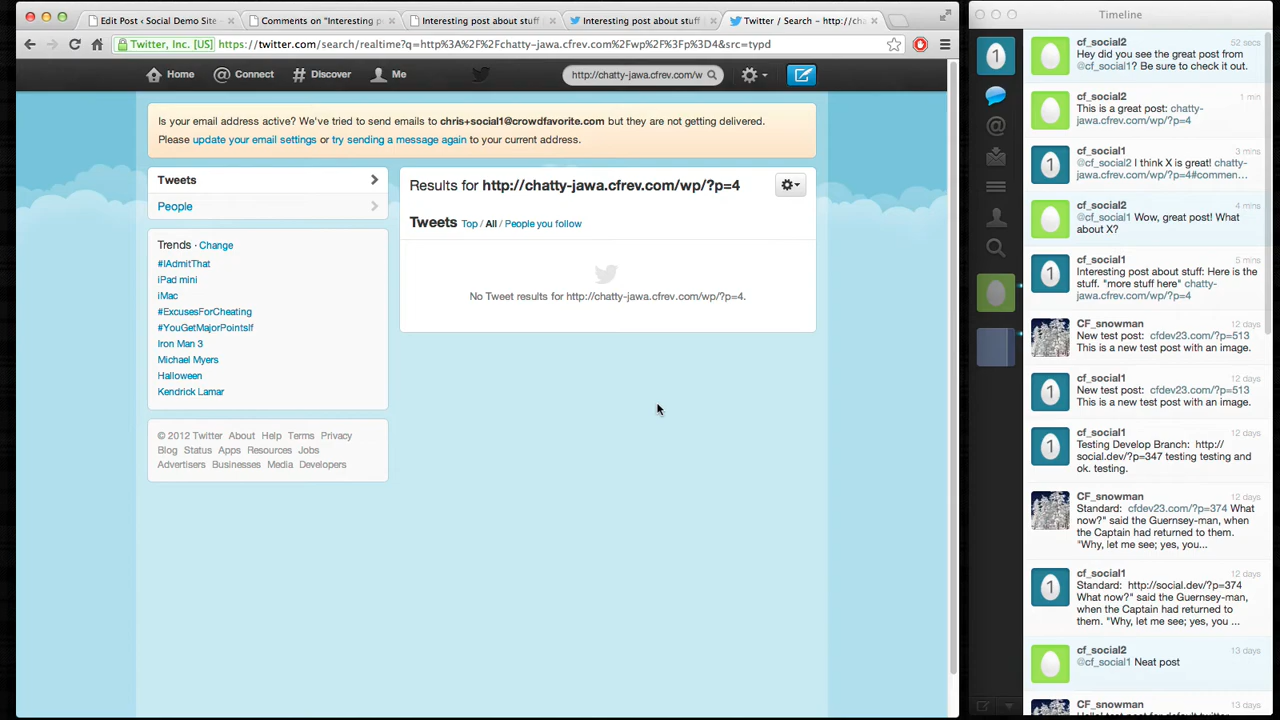 Edit Post ‹ Social Demo Site
Comments on "Interesting p
Interesting post about stuff
Interesting post about stuff
Twitter / Search - http://cha
Timeline
Twitter, Inc. [US]
https://twitter.com/search/realtime?q=http%3A%2F%2Fchatty-jawa.cfrev.com%2Fwp%2F%3Fp%3D4&src=typd
Home
Connect
Discover
Me
http://chatty-jawa.cfrev.com/w
Is your email address active? We've tried to send emails to chris+social1@crowdfavorite.com but they are not getting delivered.
Please update your email settings or try sending a message again to your current address.
Tweets
People
Trends · Change
#IAdmitThat
iPad mini
iMac
#ExcusesForCheating
#YouGetMajorPointsIf
Iron Man 3
Michael Myers
Halloween
Kendrick Lamar
© 2012 Twitter About Help Terms Privacy
Blog Status Apps Resources Jobs
Advertisers Businesses Media Developers
Results for http://chatty-jawa.cfrev.com/wp/?p=4
Tweets Top / All / People you follow
No Tweet results for http://chatty-jawa.cfrev.com/wp/?p=4.
cf_social2 52 secs
Hey did you see the great post from
@cf_social1? Be sure to check it out.
cf_social2 1 min
This is a great post: chatty-
jawa.cfrev.com/wp/?p=4
cf_social1 3 mins
@cf_social2 I think X is great! chatty-
jawa.cfrev.com/wp/?p=4#commen...
cf_social2 4 mins
@cf_social1 Wow, great post! What
about X?
cf_social1 5 mins
Interesting post about stuff: Here is the
stuff. "more stuff here" chatty-
jawa.cfrev.com/wp/?p=4
CF_snowman 12 days
New test post: cfdev23.com/?p=513
This is a new test post with an image.
cf_social1 12 days
New test post: cfdev23.com/?p=513
This is a new test post with an image.
cf_social1 12 days
Testing Develop Branch: http://
social.dev/?p=347 testing testing and
ok. testing.
CF_snowman 12 days
Standard: cfdev23.com/?p=374 What
now?" said the Guernsey-man, when
the Captain had returned to them.
"Why, let me see; yes, you...
cf_social1 12 days
Standard: http://social.dev/?p=374
What now?" said the Guernsey-man,
when the Captain had returned to
them. "Why, let me see; yes, you ...
cf_social2 13 days
@cf_social1 Neat post
CF_snowman 13 days